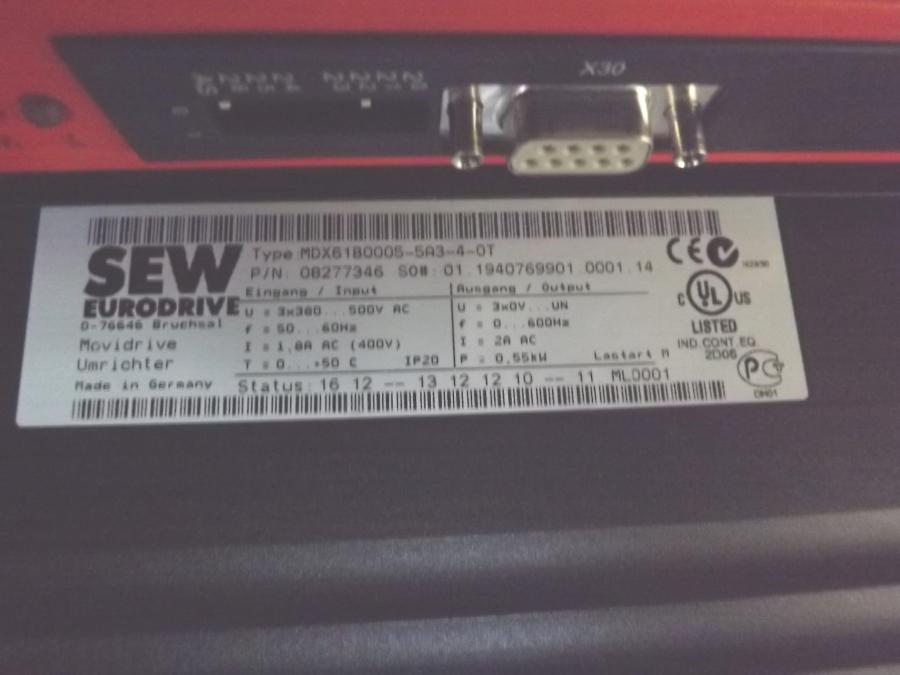 X30
SEW
EURODRIVE
D-76646 Bruchsal
Movidrive
Umrichter
Made in Germany
Type:MDX61B0005-5A3-4-0T
P/N: 08277346 SO#: 01.1940769901.0001.14
Eingang / Input
U = 3x380...500V AC
f = 50...60Hz
I = 1,8A AC (400V)
T = 0...+50 C IP20
Ausgang / Output
U = 3x0V...UN
f = 0...600Hz
I = 2A AC
P = 0,55kW Lastart M
Status: 16 12 -- 13 12 12 10 -- 11 ML0001
CE
C UL US
LISTED
IND.CONT.EQ.
2D06